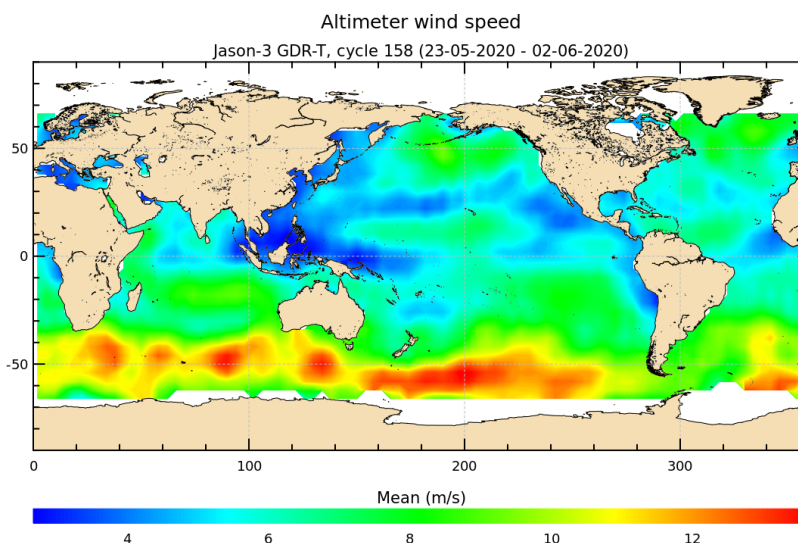 Altimeter wind speed
Jason-3 GDR-T, cycle 158 (23-05-2020 - 02-06-2020)
50
0
-50
0 100 200 300
Mean (m/s)
4 6 8 10 12